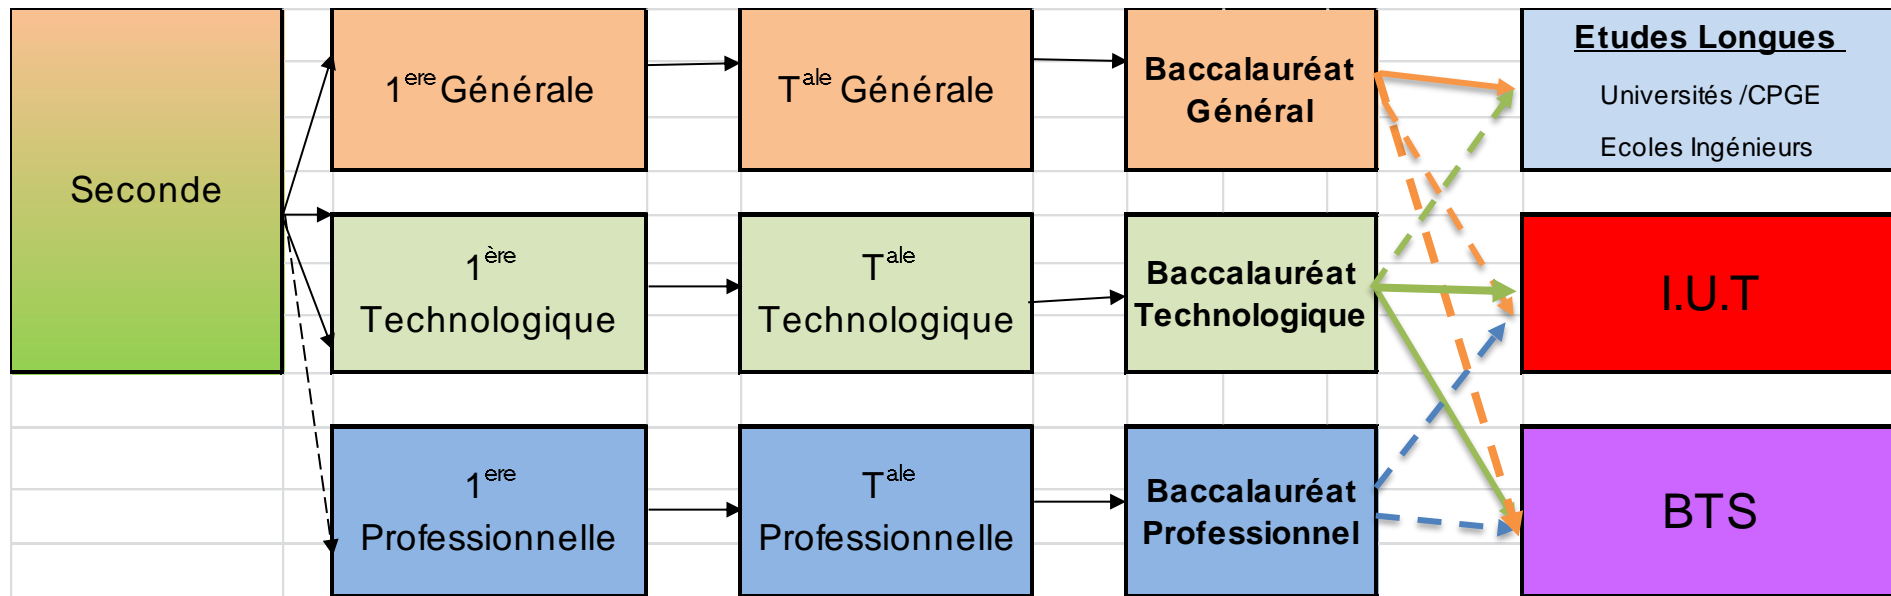 Seconde
1ere Générale
Tale Générale
Baccalauréat
Général
Etudes Longues
Universités /CPGE
Ecoles Ingénieurs
1ère
Technologique
Tale
Technologique
Baccalauréat
Technologique
I.U.T
1ere
Professionnelle
Tale
Professionnelle
Baccalauréat
Professionnel
BTS